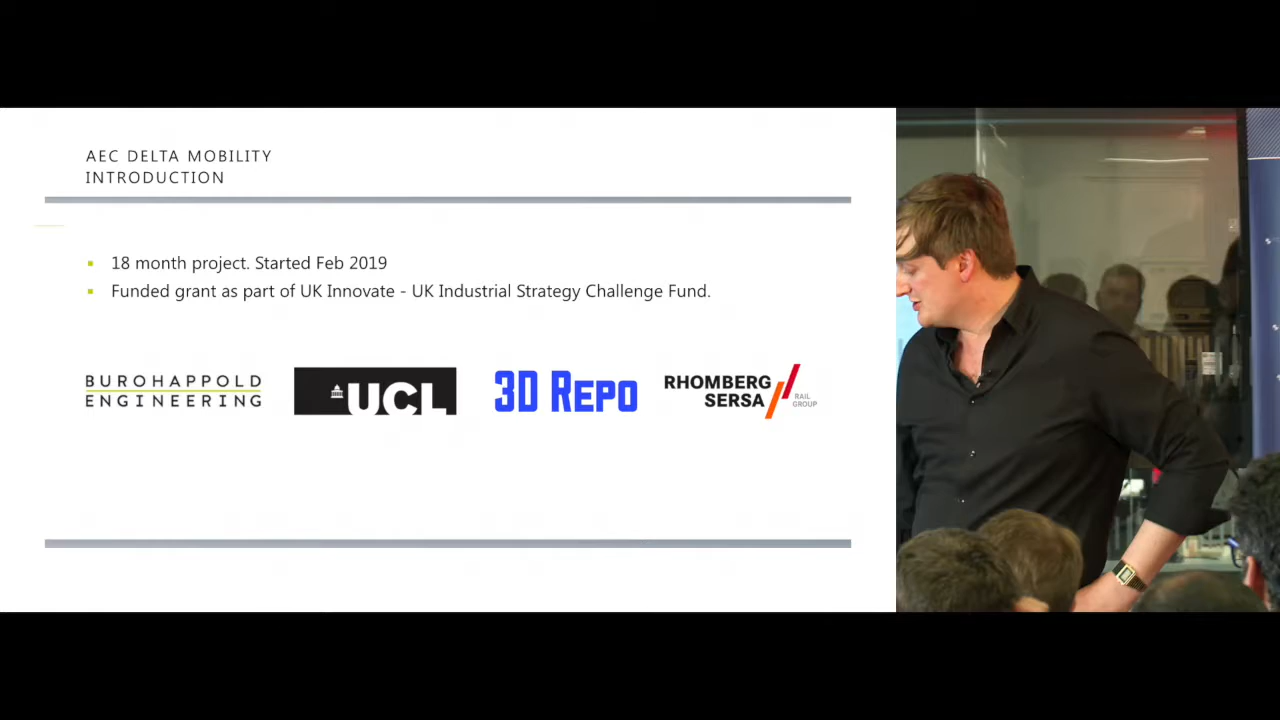 AEC DELTA MOBILITY
INTRODUCTION
18 month project. Started Feb 2019
Funded grant as part of UK Innovate - UK Industrial Strategy Challenge Fund.
BUROHAPPOLD
ENGINEERING
UCL
3D REPO
RHOMBERG
SERSA
RAIL
GROUP